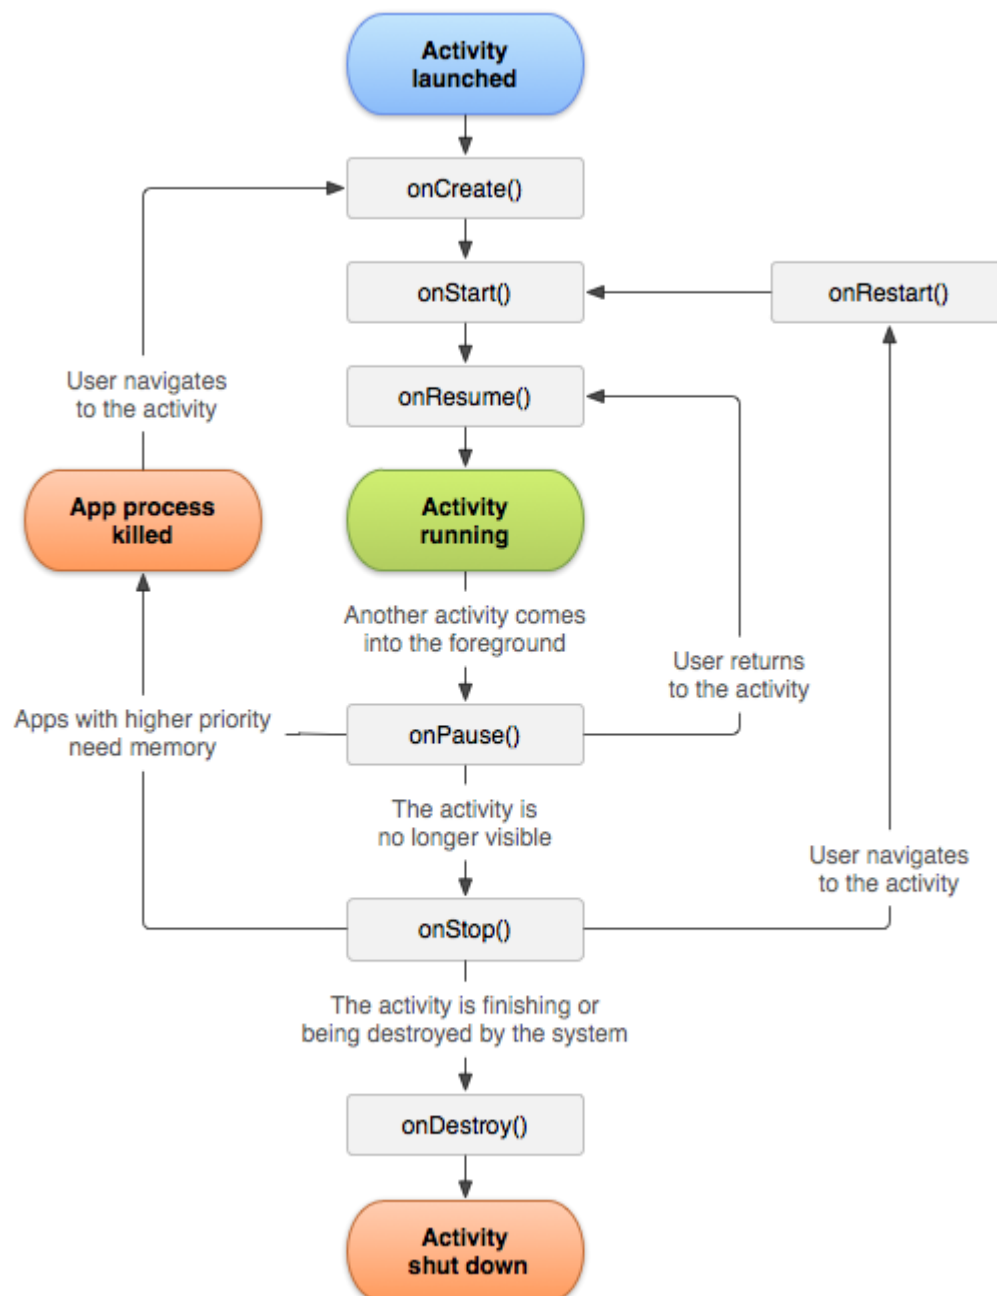 Activity
launched
onCreate()
onStart()
onRestart()
User navigates
to the activity
onResume()
App process
killed
Activity
running
Another activity comes
into the foreground
User returns
to the activity
Apps with higher priority
need memory
onPause()
The activity is
no longer visible
User navigates
to the activity
onStop()
The activity is finishing or
being destroyed by the system
onDestroy()
Activity
shut down